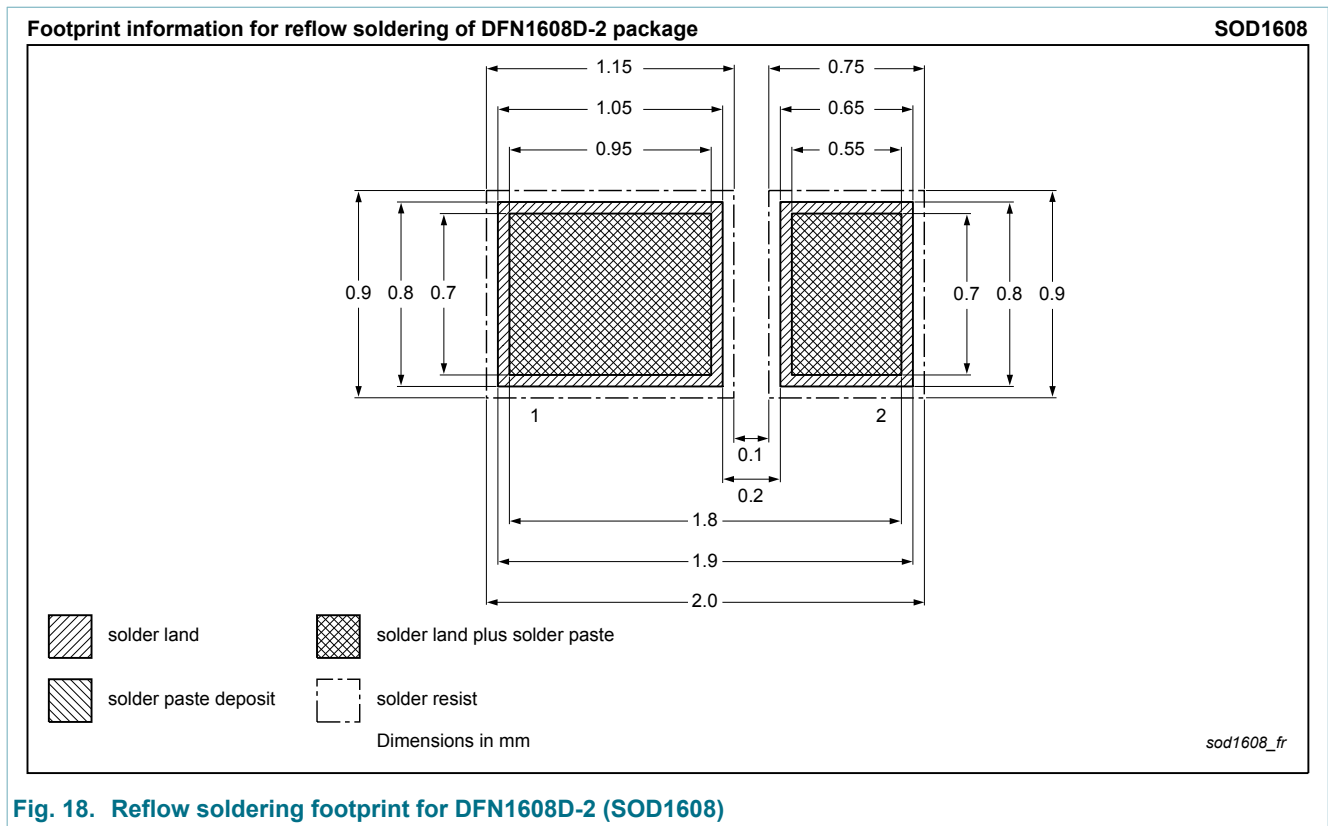 Footprint information for reflow soldering of DFN1608D-2 package SOD1608
1.15 0.75
1.05 0.65
0.95 0.55
0.9 0.8 0.7 0.7 0.8 0.9
1 2
0.1
0.2
1.8
1.9
2.0
solder land solder land plus solder paste
solder paste deposit solder resist
Dimensions in mm sod1608_fr
Fig. 18. Reflow soldering footprint for DFN1608D-2 (SOD1608)